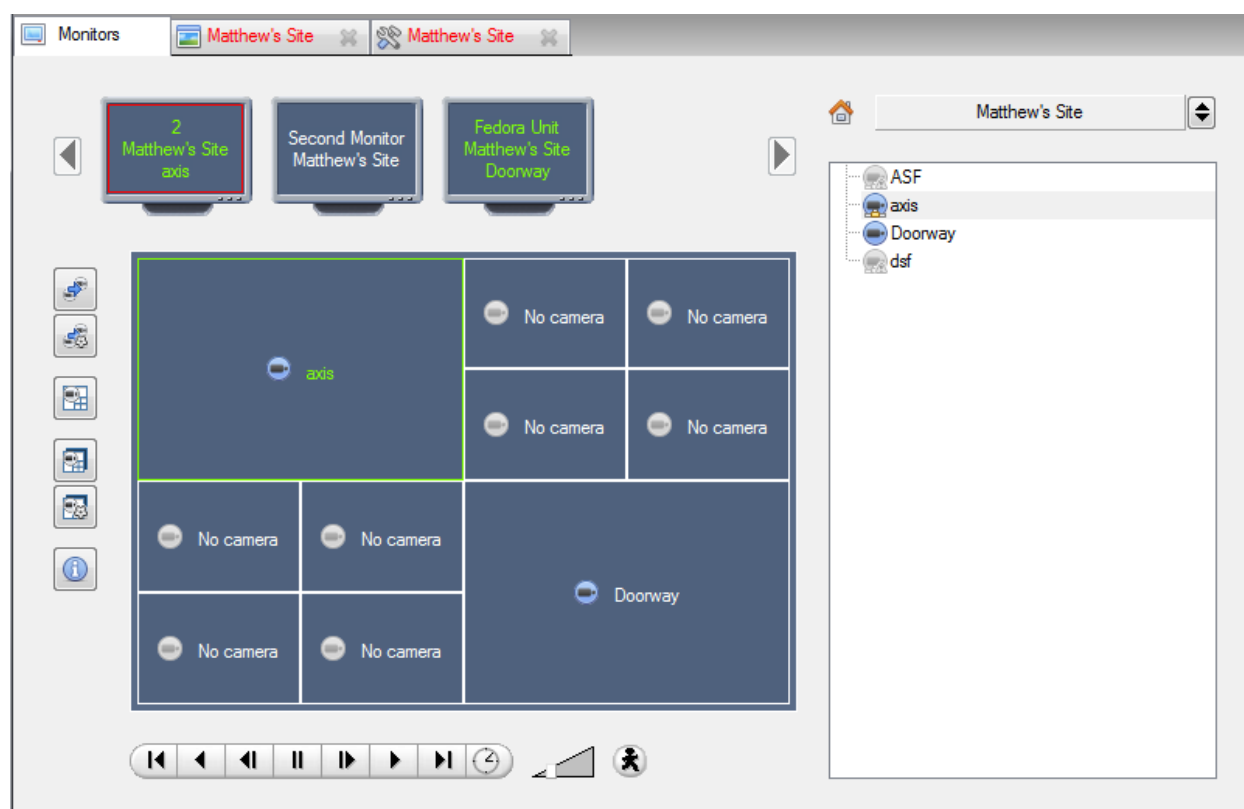 Monitors
Matthew's Site
Matthew's Site
2
Matthew's Site
axis
Second Monitor
Matthew's Site
Fedora Unit
Matthew's Site
Doorway
Matthew's Site
ASF
axis
Doorway
dsf
axis
No camera
No camera
No camera
No camera
No camera
No camera
No camera
No camera
Doorway